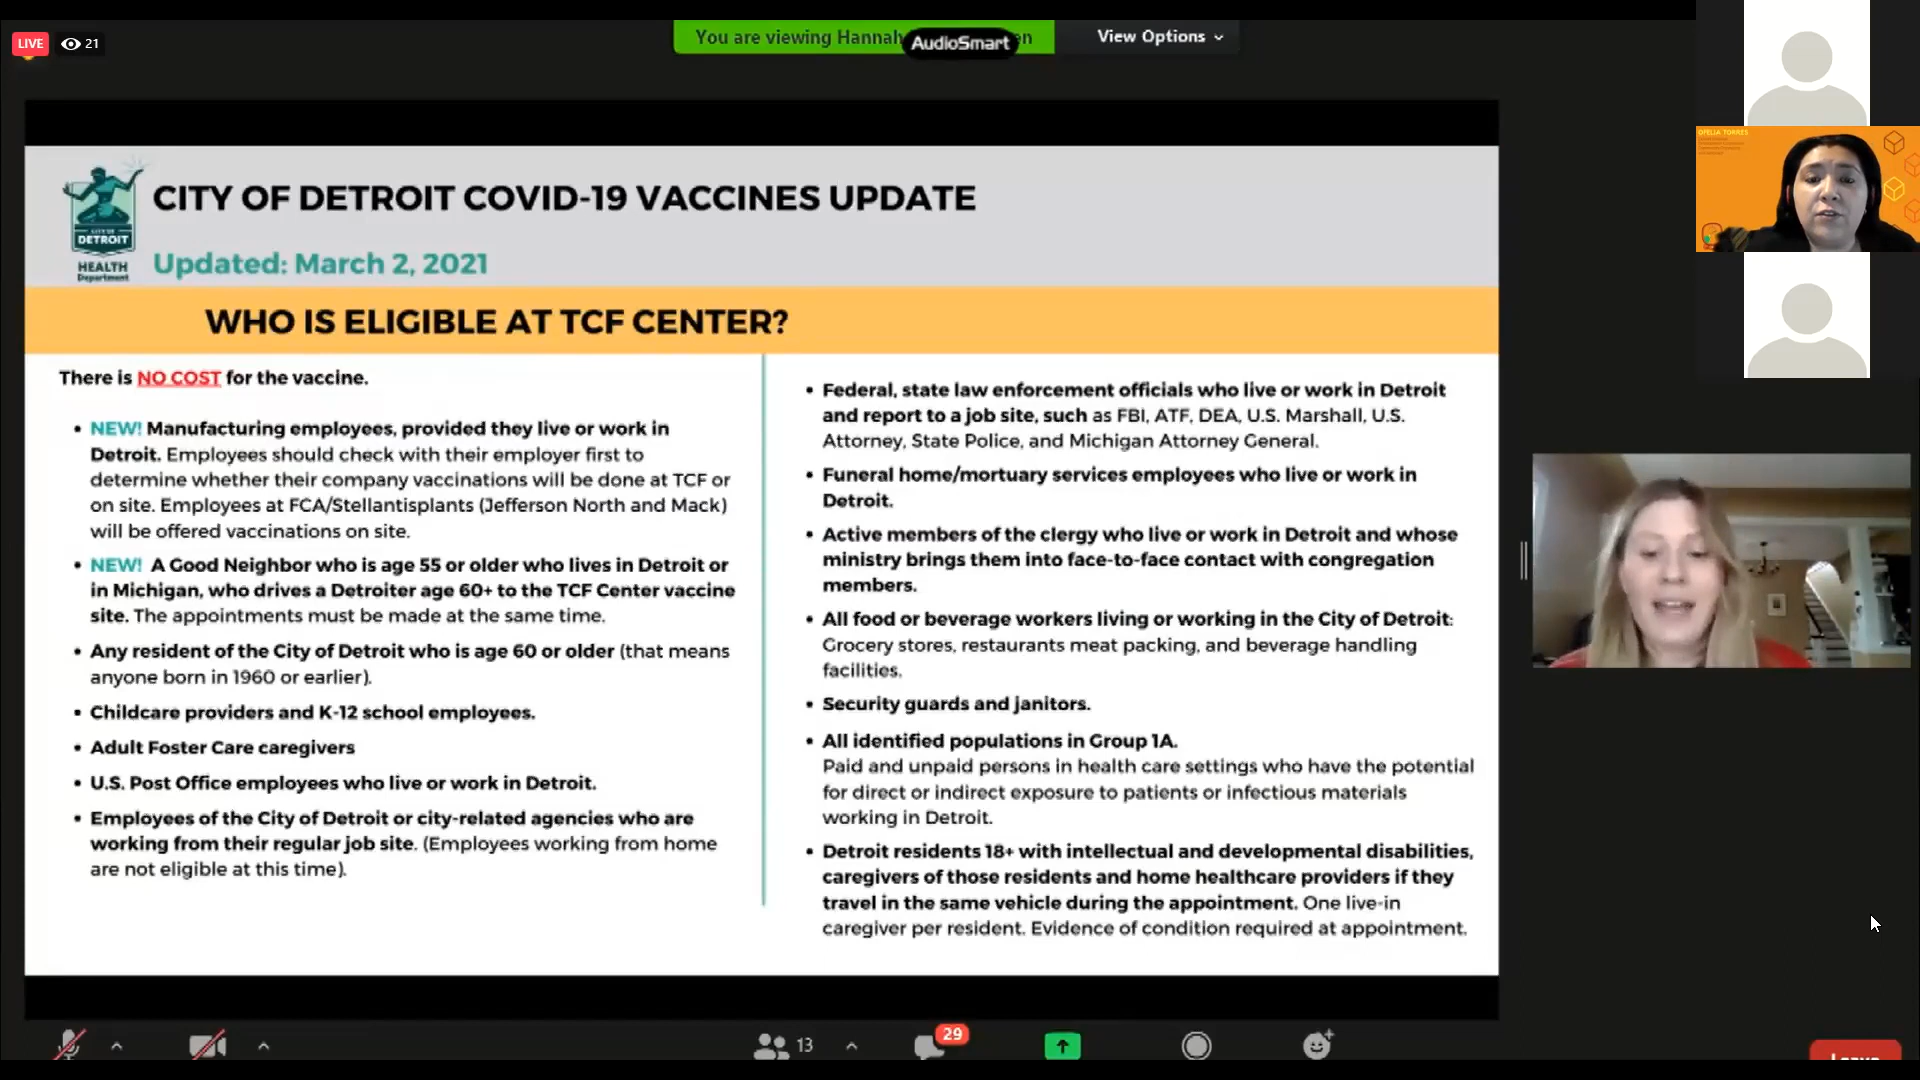 LIVE
21
You are viewing Hannah
en
AudioSmart
View Options
OFELIA TORRES
CITY OF
DETROIT
HEALTH
Department
CITY OF DETROIT COVID-19 VACCINES UPDATE
Updated: March 2, 2021
WHO IS ELIGIBLE AT TCF CENTER?
There is NO COST for the vaccine.
• NEW! Manufacturing employees, provided they live or work in
Detroit. Employees should check with their employer first to
determine whether their company vaccinations will be done at TCF or
on site. Employees at FCA/Stellantisplants (Jefferson North and Mack)
will be offered vaccinations on site.
• NEW! A Good Neighbor who is age 55 or older who lives in Detroit or
in Michigan, who drives a Detroiter age 60+ to the TCF Center vaccine
site. The appointments must be made at the same time.
• Any resident of the City of Detroit who is age 60 or older (that means
anyone born in 1960 or earlier).
• Childcare providers and K-12 school employees.
• Adult Foster Care caregivers
• U.S. Post Office employees who live or work in Detroit.
• Employees of the City of Detroit or city-related agencies who are
working from their regular job site. (Employees working from home
are not eligible at this time).
• Federal, state law enforcement officials who live or work in Detroit
and report to a job site, such as FBI, ATF, DEA, U.S. Marshall, U.S.
Attorney, State Police, and Michigan Attorney General.
• Funeral home/mortuary services employees who live or work in
Detroit.
• Active members of the clergy who live or work in Detroit and whose
ministry brings them into face-to-face contact with congregation
members.
• All food or beverage workers living or working in the City of Detroit:
Grocery stores, restaurants meat packing, and beverage handling
facilities.
• Security guards and janitors.
• All identified populations in Group 1A.
Paid and unpaid persons in health care settings who have the potential
for direct or indirect exposure to patients or infectious materials
working in Detroit.
• Detroit residents 18+ with intellectual and developmental disabilities,
caregivers of those residents and home healthcare providers if they
travel in the same vehicle during the appointment. One live-in
caregiver per resident. Evidence of condition required at appointment.
13
29
Leave